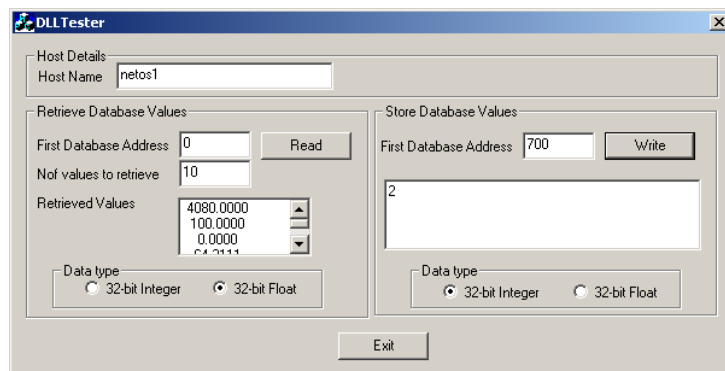 DLLTester
Host Details
Host Name netos1
Retrieve Database Values
First Database Address 0 Read
Nof values to retrieve 10
Retrieved Values 4080.0000
100.0000
0.0000
Data type
32-bit Integer 32-bit Float
Store Database Values
First Database Address 700 Write
2
Data type
32-bit Integer 32-bit Float
Exit